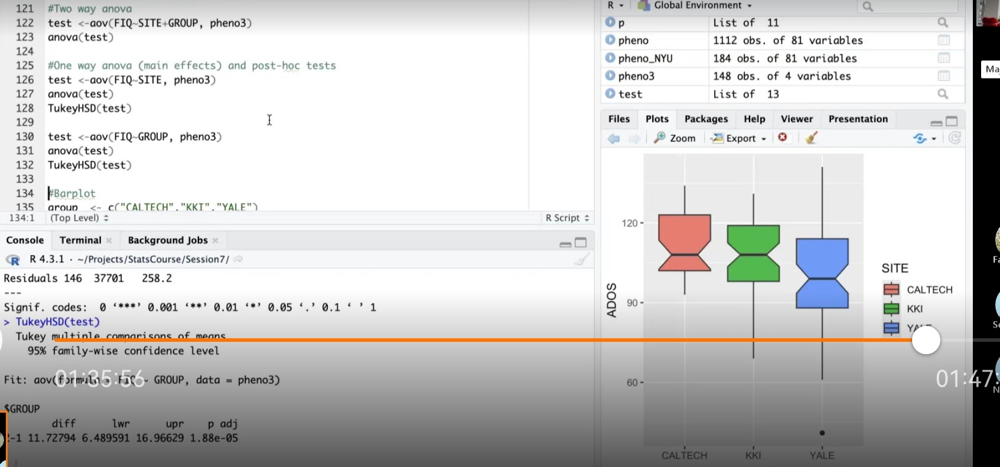 121 #Two way anova
122 test <-aov(FIQ~SITE+GROUP, pheno3)
123 anova(test)
124
125 #One way anova (main effects) and post-hoc tests
126 test <-aov(FIQ~SITE, pheno3)
127 anova(test)
128 TukeyHSD(test)
129
130 test <-aov(FIQ~GROUP, pheno3)
131 anova(test)
132 TukeyHSD(test)
133
134 #Barplot
135 group <- c("CALTECH","KKI","YALE")
134:1 (Top Level) R Script
Console Terminal Background Jobs
R 4.3.1 · ~/Projects/StatsCourse/Session7/
Residuals 146 37701 258.2
---
Signif. codes: 0 ‘***’ 0.001 ‘**’ 0.01 ‘*’ 0.05 ‘.’ 0.1 ‘ ’ 1
> TukeyHSD(test)
Tukey multiple comparisons of means
95% family-wise confidence level
Fit: aov(formula = FIQ ~ GROUP, data = pheno3)
01:35:56
$GROUP
diff lwr upr p adj
2-1 11.72794 6.489591 16.96629 1.88e-05
R Global Environment
p List of 11
pheno 1112 obs. of 81 variables
pheno_NYU 184 obs. of 81 variables
pheno3 148 obs. of 4 variables
test List of 13
Files Plots Packages Help Viewer Presentation
Zoom Export
120
90
60
ADOS
CALTECH KKI YALE
SITE
CALTECH
KKI
YALE
01:47:
Ma